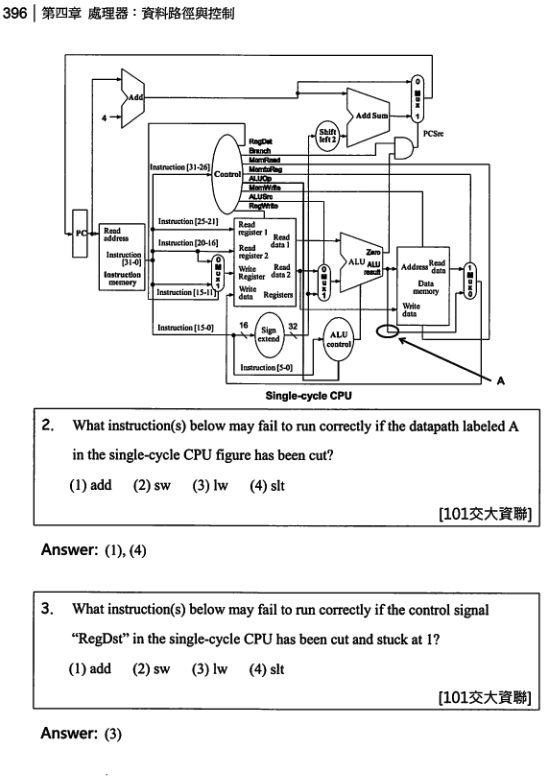 396 | 第四章 處理器：資料路徑與控制
Add
4
Add Sum
0
M
u
x
1
PCSrc
Shift
left 2
RegDst
Branch
MemRead
MemtoReg
ALUOp
MemWrite
ALUSrc
RegWrite
Instruction [31-26]
Control
PC
Read
address
Instruction
[31-0]
Instruction
memory
Instruction [25-21]
Instruction [20-16]
Instruction [15-11]
0
M
u
x
1
Read
register 1
Read
register 2
Write
Register
Write
data
Read
data 1
Read
data 2
Registers
0
M
u
x
1
Zero
ALU
ALU
result
Address
Read
data
Data
memory
Write
data
1
M
u
x
0
Instruction [15-0]
16
Sign
extend
32
ALU
control
Instruction [5-0]
A
Single-cycle CPU
2. What instruction(s) below may fail to run correctly if the datapath labeled A
in the single-cycle CPU figure has been cut?
(1) add (2) sw (3) lw (4) slt
[101交大資聯]
Answer: (1), (4)
3. What instruction(s) below may fail to run correctly if the control signal
“RegDst” in the single-cycle CPU has been cut and stuck at 1?
(1) add (2) sw (3) lw (4) slt
[101交大資聯]
Answer: (3)